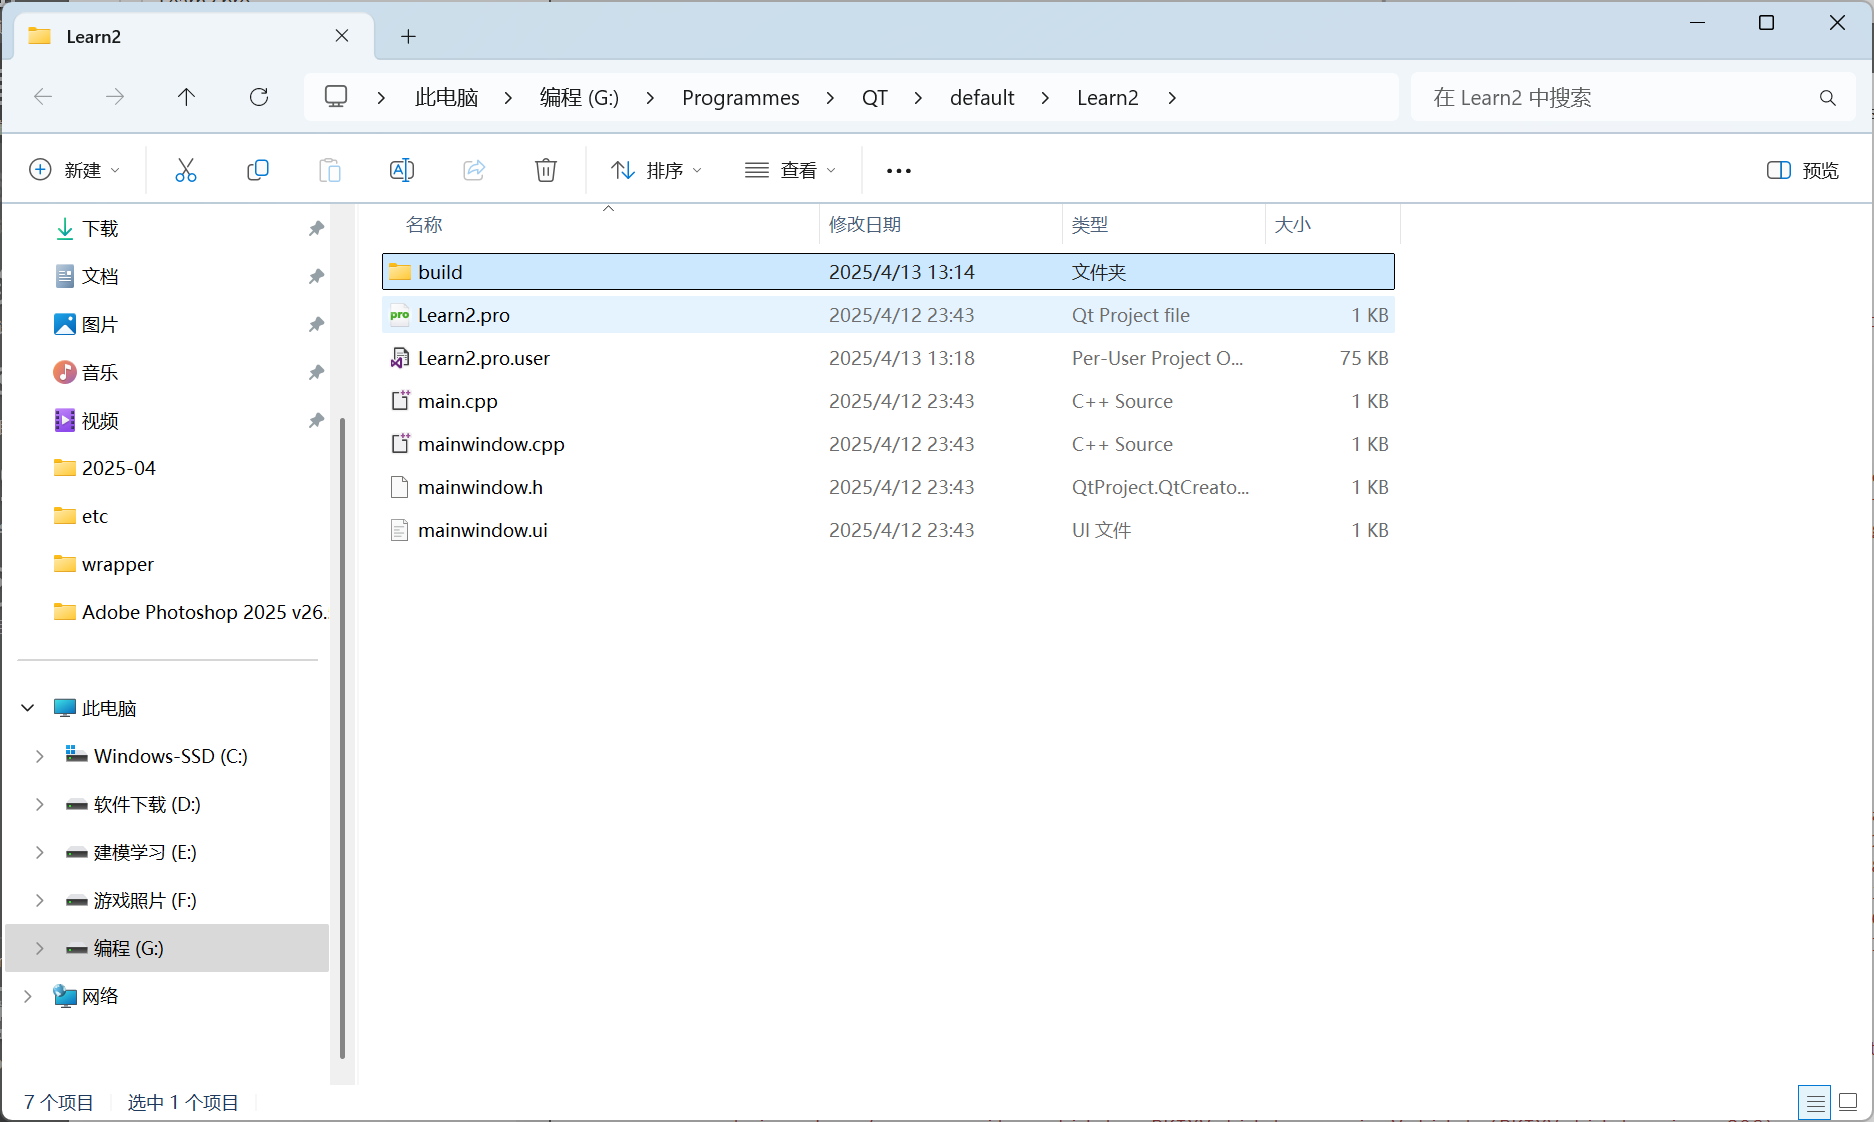 Learn2
此电脑 编程 (G:) Programmes QT default Learn2
在 Learn2 中搜索
新建 排序 查看 预览
下载
文档
图片
音乐
视频
2025-04
etc
wrapper
Adobe Photoshop 2025 v26.
此电脑
Windows-SSD (C:)
软件下载 (D:)
建模学习 (E:)
游戏照片 (F:)
编程 (G:)
网络
名称 修改日期 类型 大小
build 2025/4/13 13:14 文件夹
pro Learn2.pro 2025/4/12 23:43 Qt Project file 1 KB
Learn2.pro.user 2025/4/13 13:18 Per-User Project O... 75 KB
main.cpp 2025/4/12 23:43 C++ Source 1 KB
mainwindow.cpp 2025/4/12 23:43 C++ Source 1 KB
mainwindow.h 2025/4/12 23:43 QtProject.QtCreato... 1 KB
mainwindow.ui 2025/4/12 23:43 UI 文件 1 KB
7 个项目 选中 1 个项目